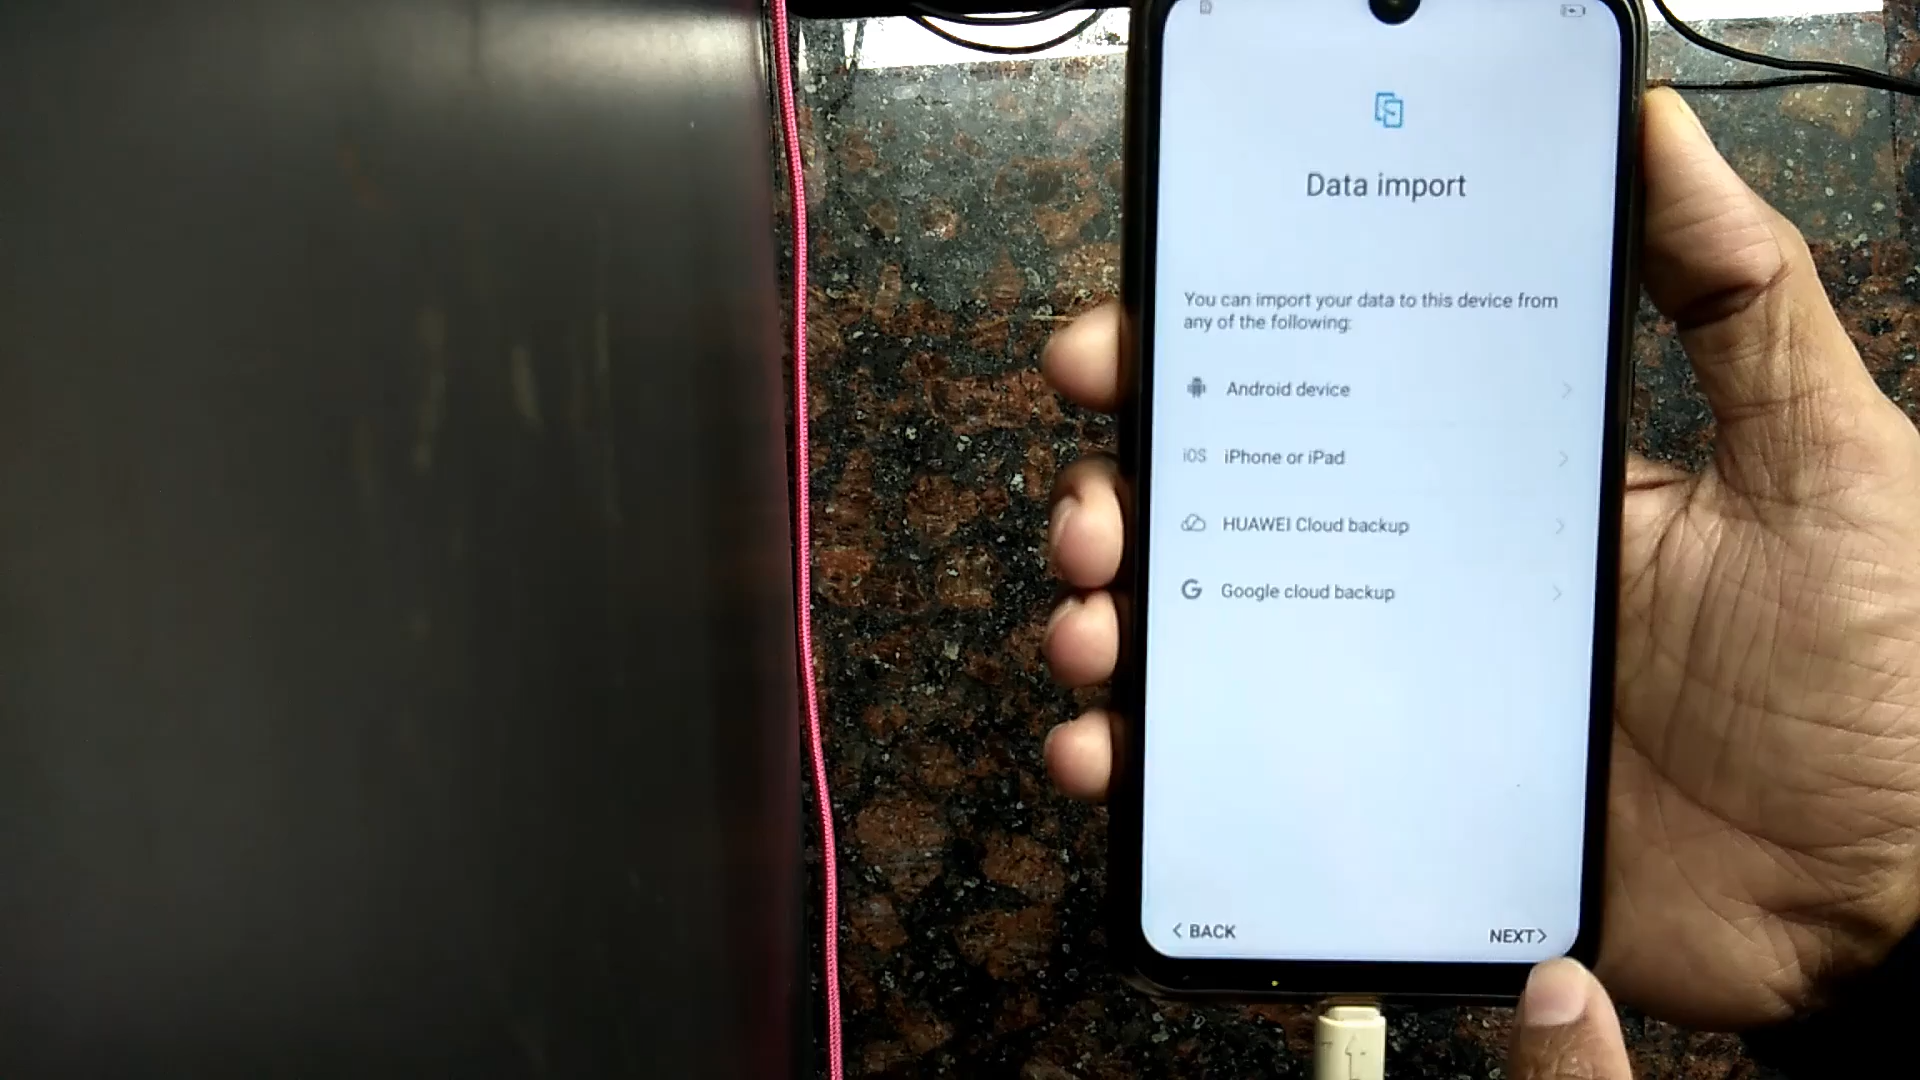 Data import
You can import your data to this device from
any of the following:
Android device
iOS iPhone or iPad
HUAWEI Cloud backup
G Google cloud backup
BACK
NEXT